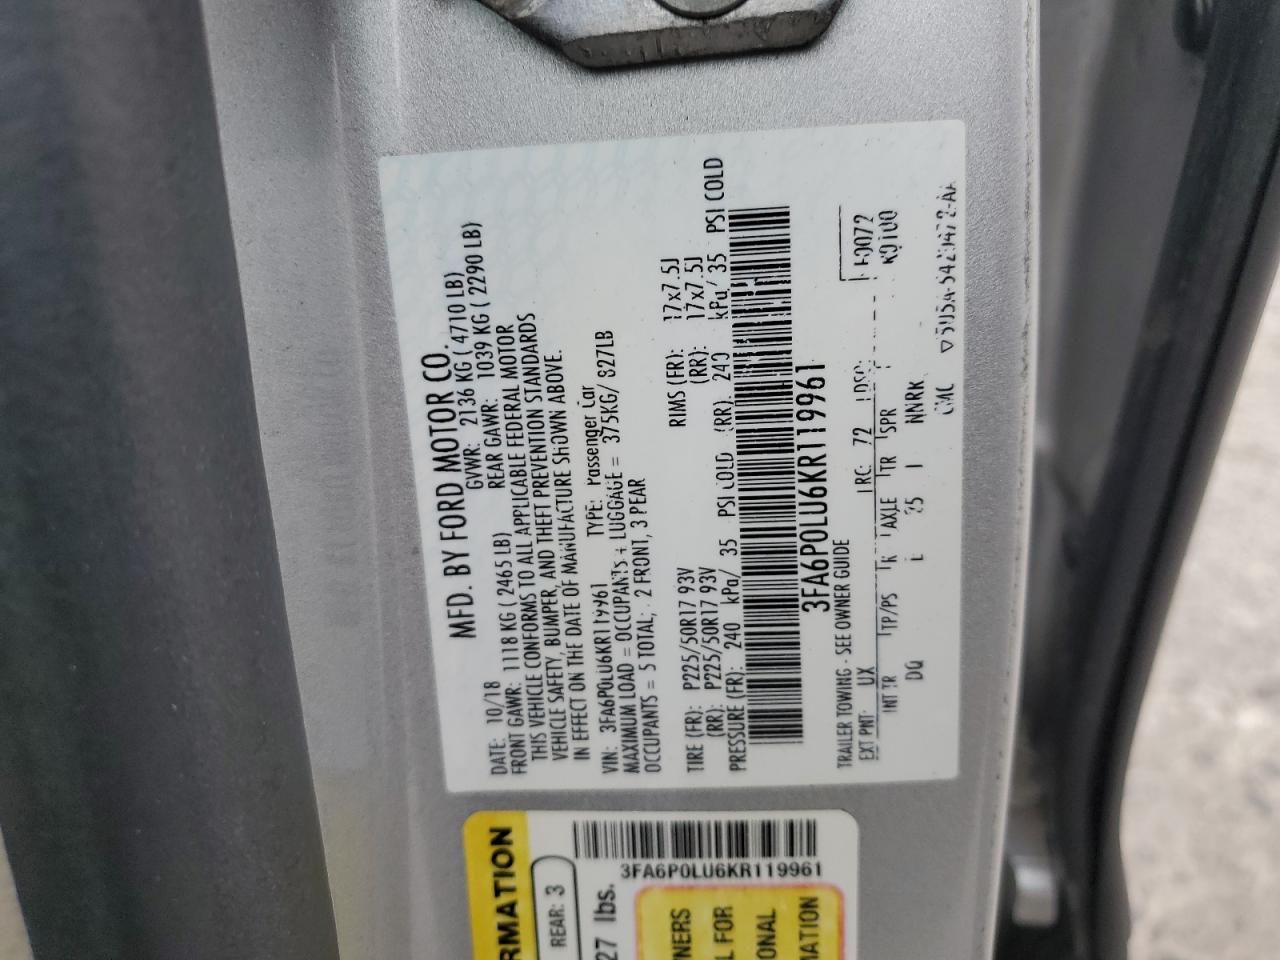 MFD. BY FORD MOTOR CO.
DATE: 10/18 GVWR: 2136 KG ( 4710 LB)
FRONT GAWR: 1118 KG ( 2465 LB) REAR GAWR: 1039 KG ( 2290 LB)
THIS VEHICLE CONFORMS TO ALL APPLICABLE FEDERAL MOTOR
VEHICLE SAFETY, BUMPER, AND THEFT PREVENTION STANDARDS
IN EFFECT ON THE DATE OF MANUFACTURE SHOWN ABOVE.
VIN: 3FA6P0LU6KR119961 TYPE: Passenger Car
MAXIMUM LOAD = OCCUPANTS + LUGGAGE = 375KG/ 827LB
OCCUPANTS = 5 TOTAL; 2 FRONT, 3 REAR
RIMS (FR): 17x7.5J
TIRE (FR): P225/50R17 93V (RR): 17x7.5J
(RR): P225/50R17 93V
PRESSURE (FR): 240 kPa/ 35 PSI COLD (RR): 240 kPa/ 35 PSI COLD
3FA6P0LU6KR119961
TRAILER TOWING - SEE OWNER GUIDE
EXT PNT: UX RC: 72 DSO: F0072
INT TR TP/PS R AXLE TR SPR
DQ L I NNRK
RMATION
REAR: 3
27 lbs.
3FA6P0LU6KR119961
NERS
L FOR
ONAL
MATION